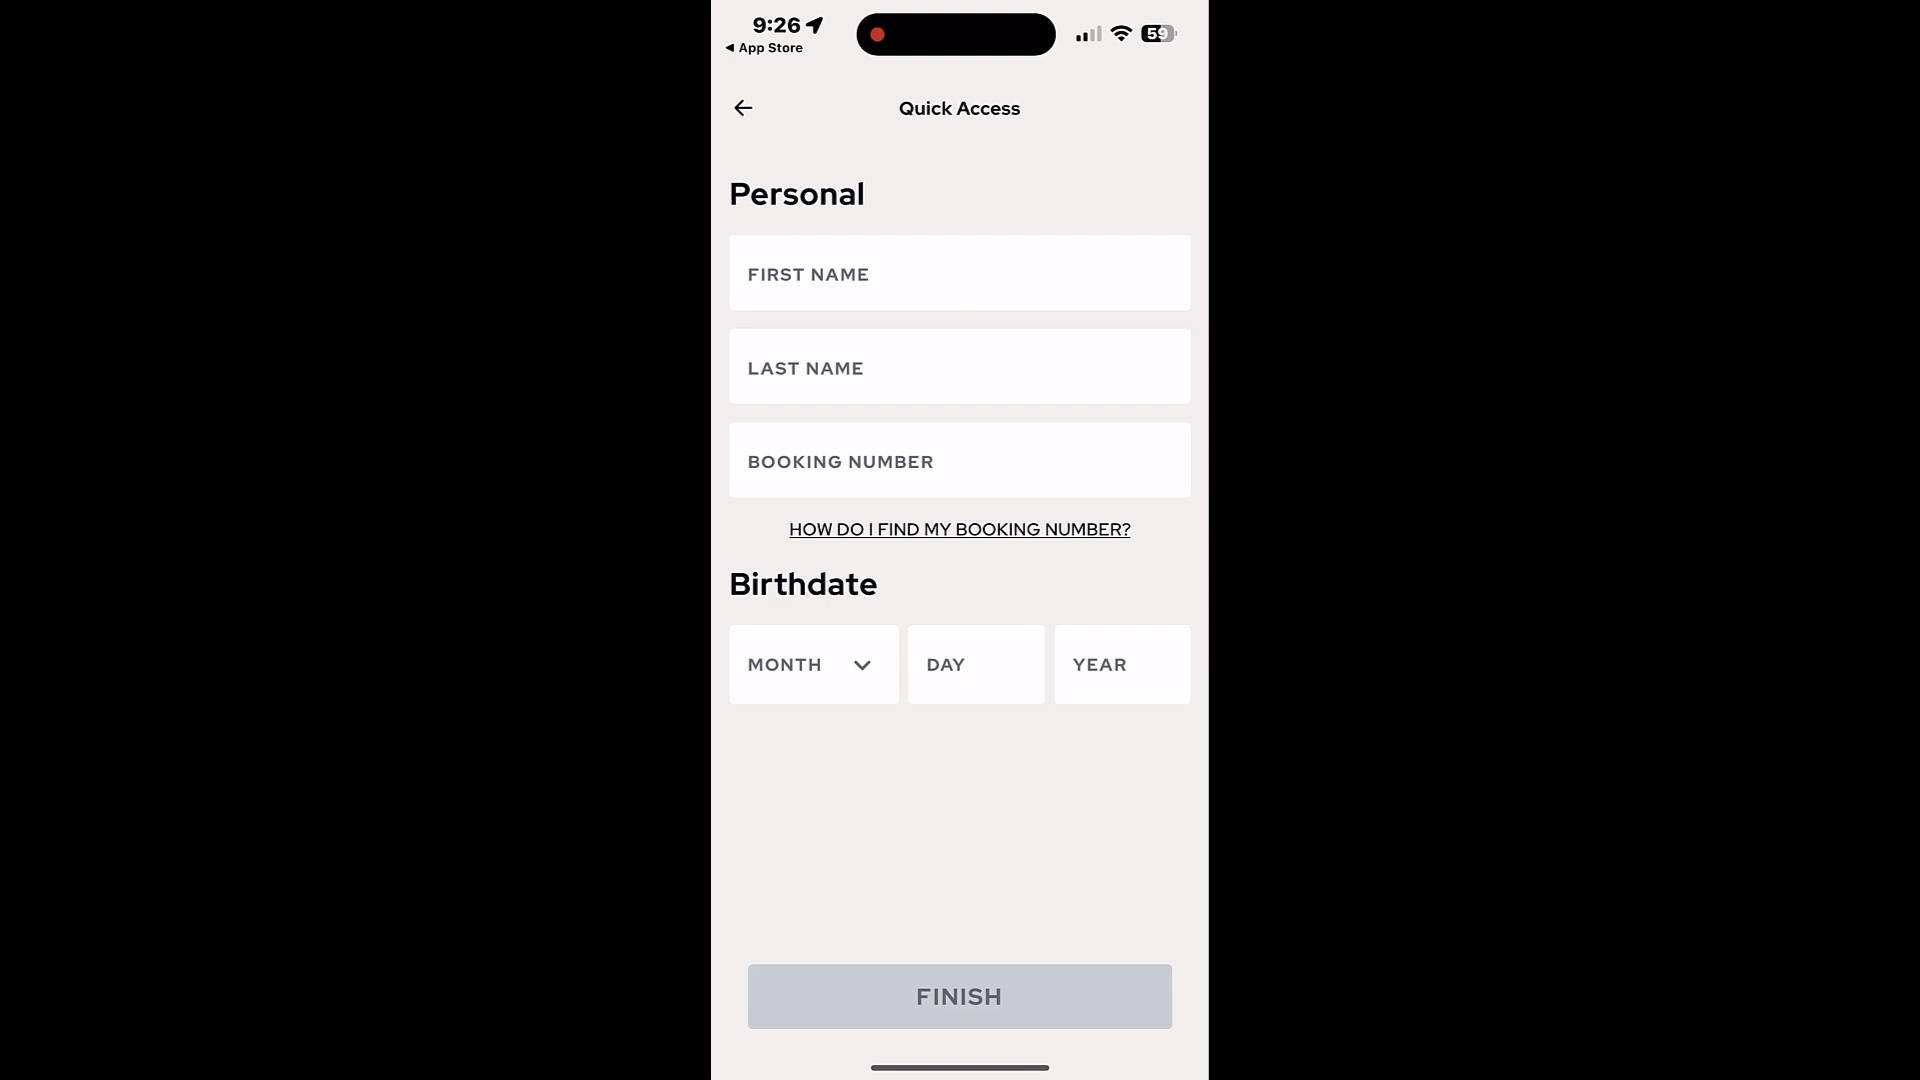 9:26
◀ App Store
59
Quick Access
Personal
FIRST NAME
LAST NAME
BOOKING NUMBER
HOW DO I FIND MY BOOKING NUMBER?
Birthdate
MONTH DAY YEAR
FINISH